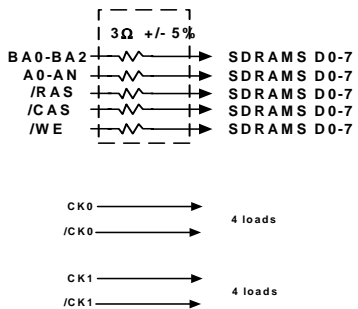 3Ω +/- 5%
BA0-BA2 SDRAMS D0-7
A0-AN SDRAMS D0-7
/RAS SDRAMS D0-7
/CAS SDRAMS D0-7
/WE SDRAMS D0-7
CK0
4 loads
/CK0
CK1
4 loads
/CK1